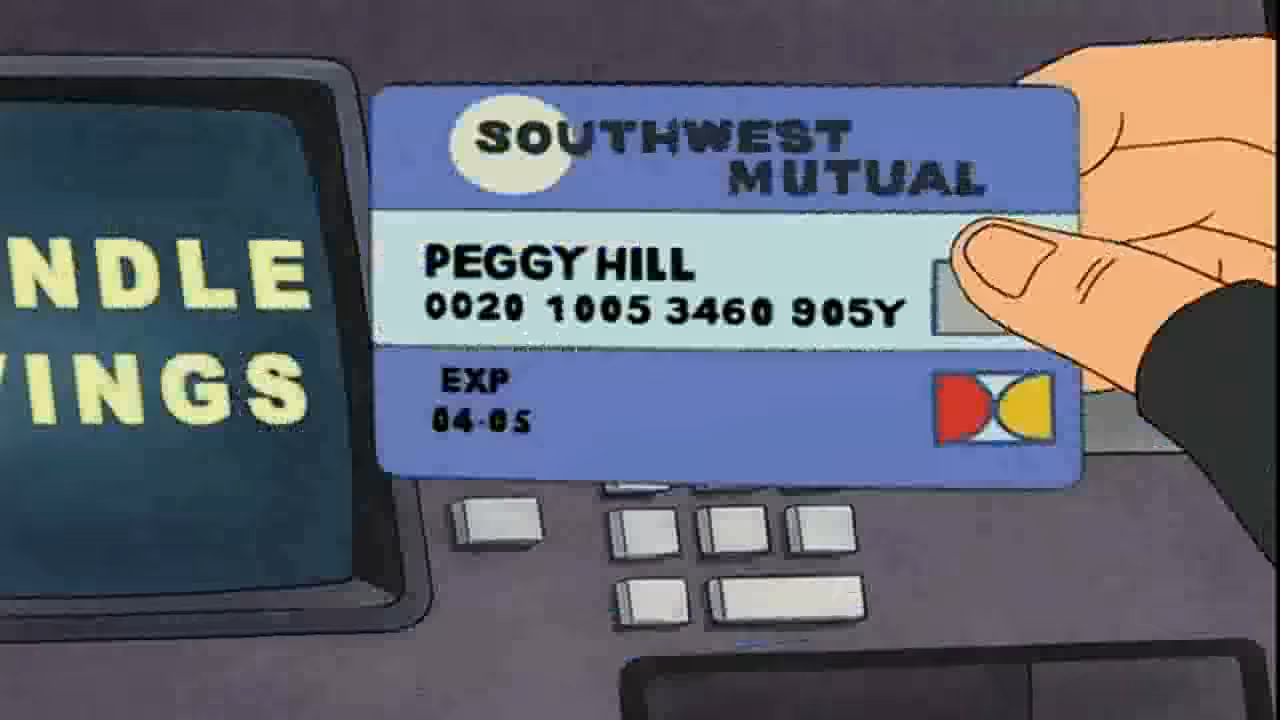 NDLE
VINGS
SOUTHWEST
MUTUAL
PEGGY HILL
0020 1005 3460 905Y
EXP
04-05